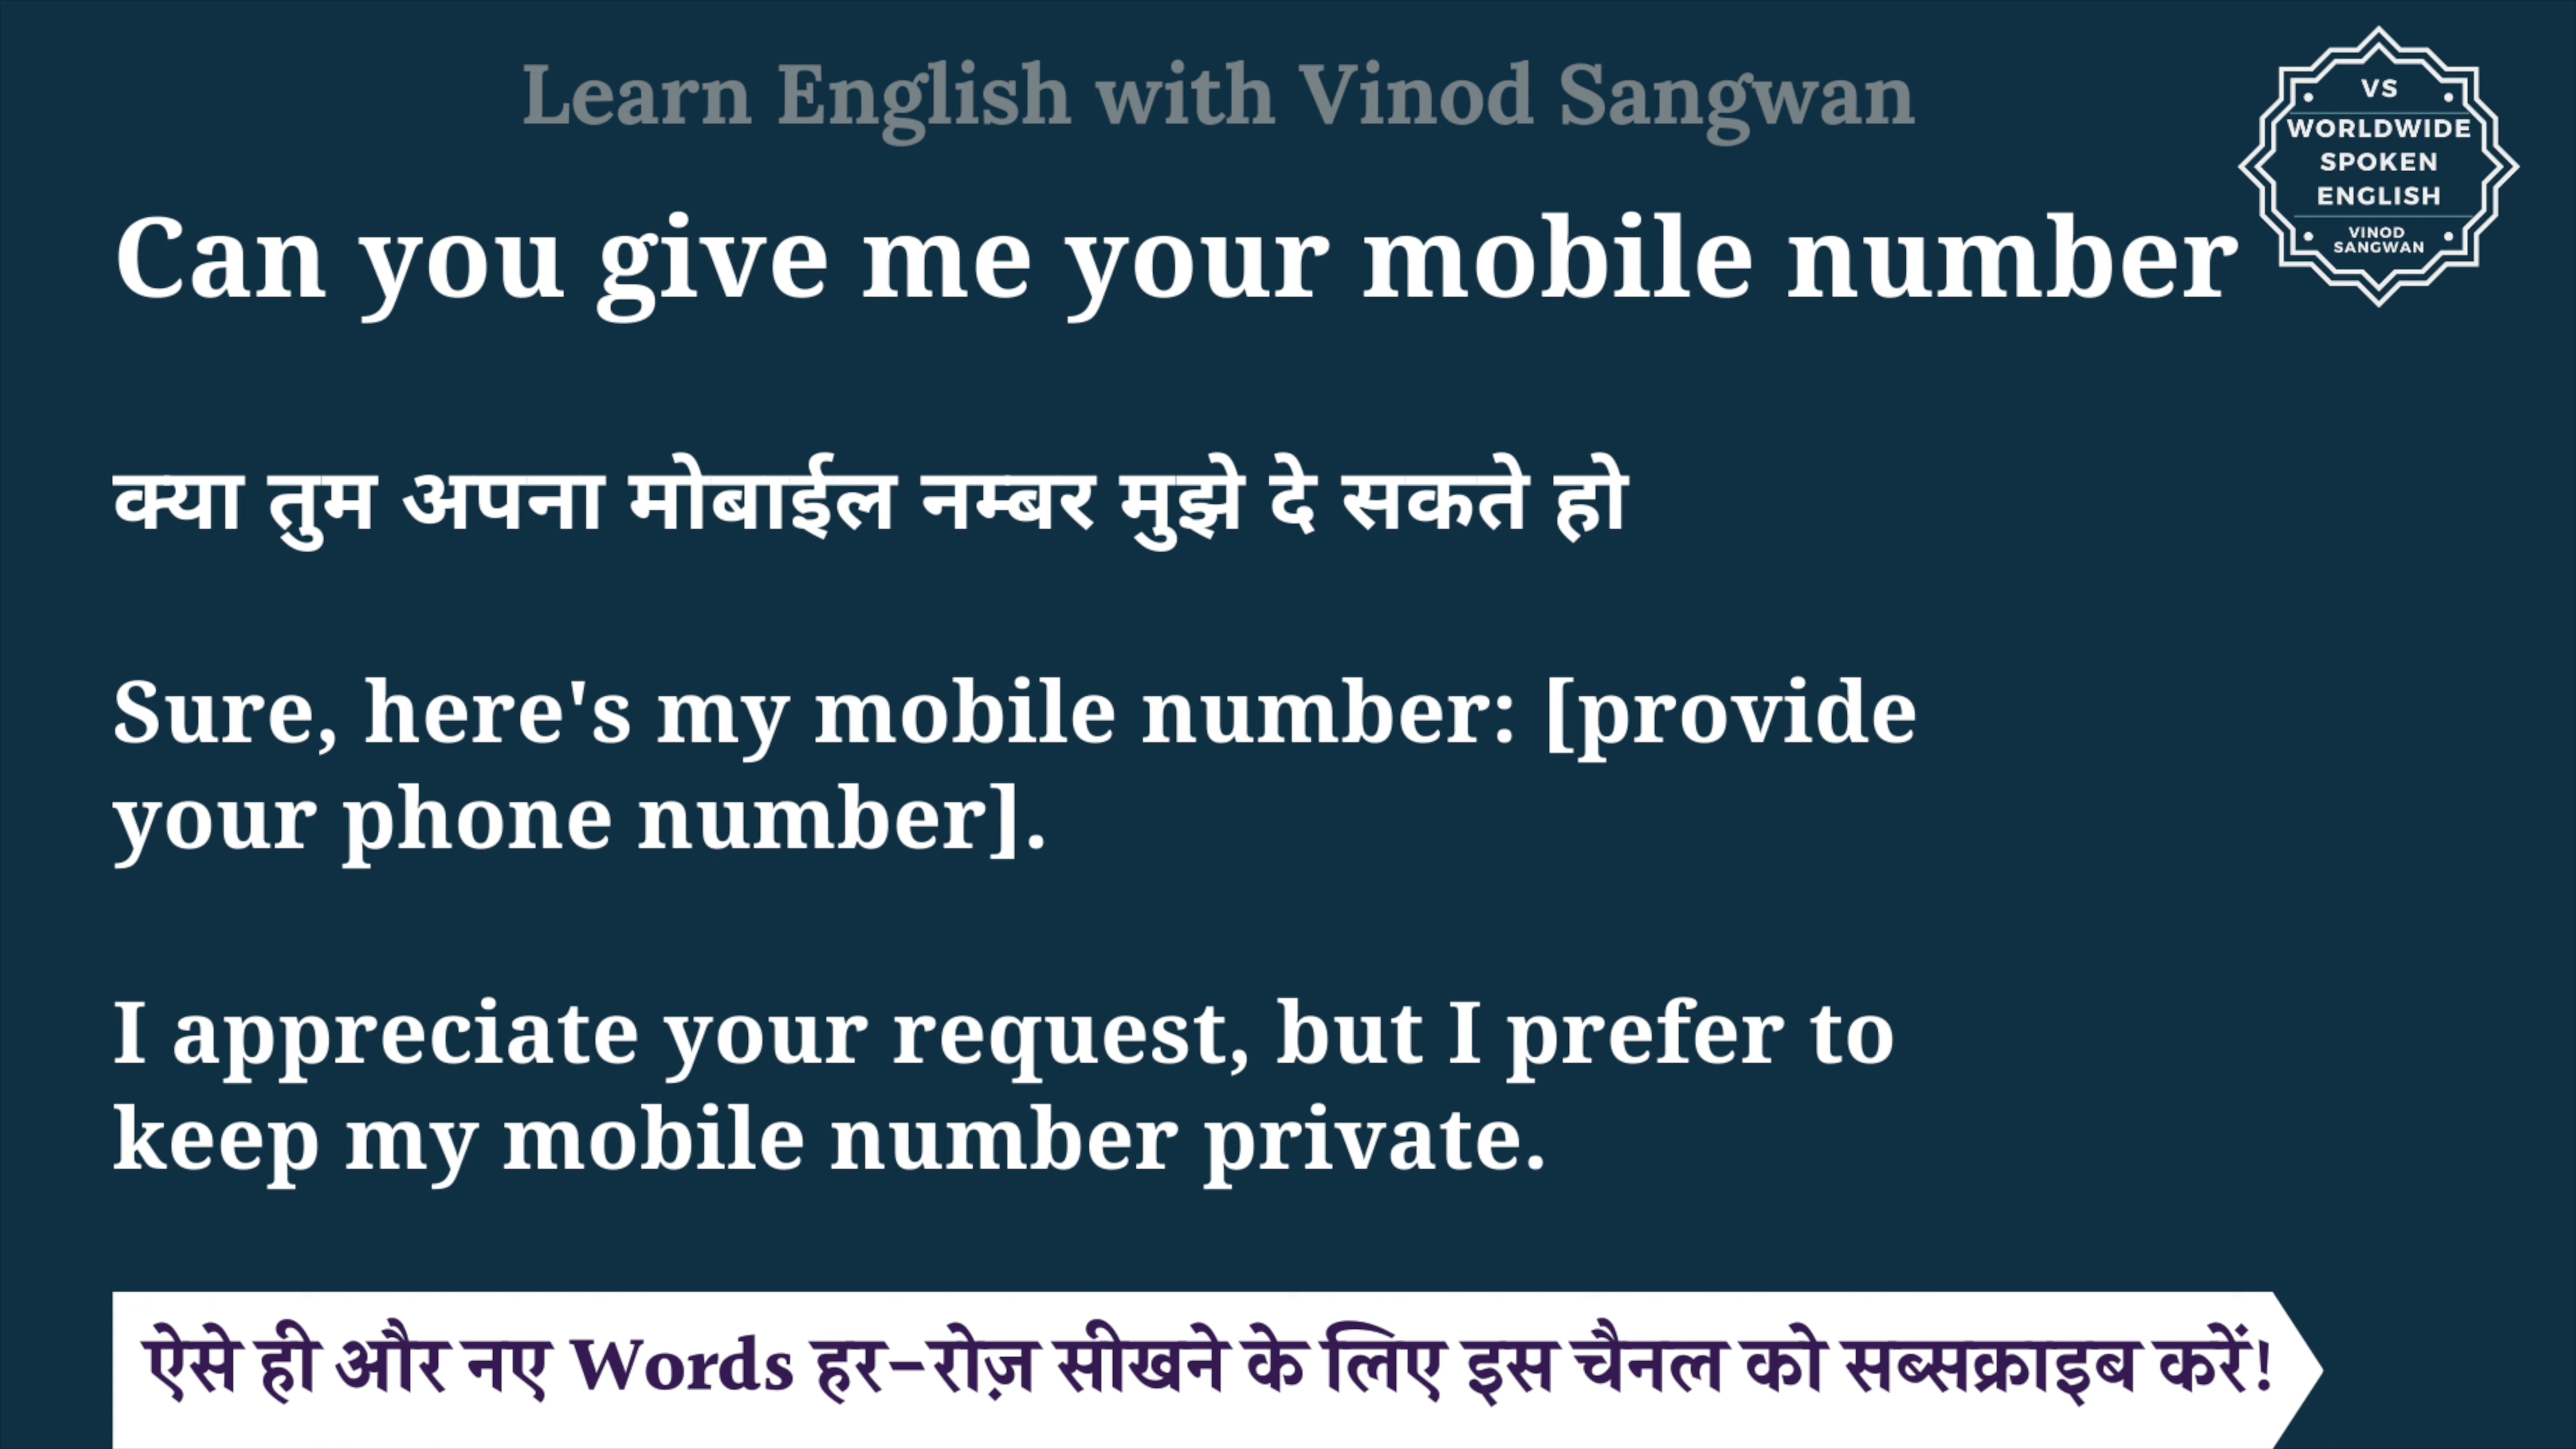 Learn English with Vinod Sangwan
VS
WORLDWIDE
SPOKEN
ENGLISH
VINOD
SANGWAN
Can you give me your mobile number
क्या तुम अपना मोबाईल नम्बर मुझे दे सकते हो
Sure, here's my mobile number: [provide
your phone number].
I appreciate your request, but I prefer to
keep my mobile number private.
ऐसे ही और नए Words हर-रोज़ सीखने के लिए इस चैनल को सब्सक्राइब करें!